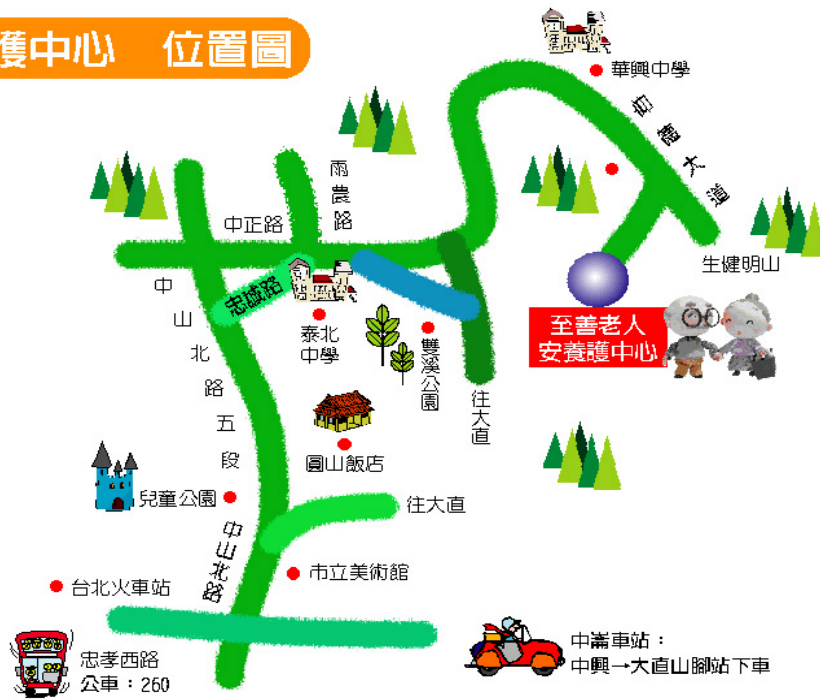 護中心 位置圖
華興中學
仰德大道
雨農路
中正路
生健明山
忠誠路
至善老人
安養護中心
泰北
中學
雙溪公園
中山北路五段
往大直
圓山飯店
兒童公園
往大直
中山北路
市立美術館
台北火車站
忠孝西路
公車：260
中崙車站：
中興→大直山腳站下車